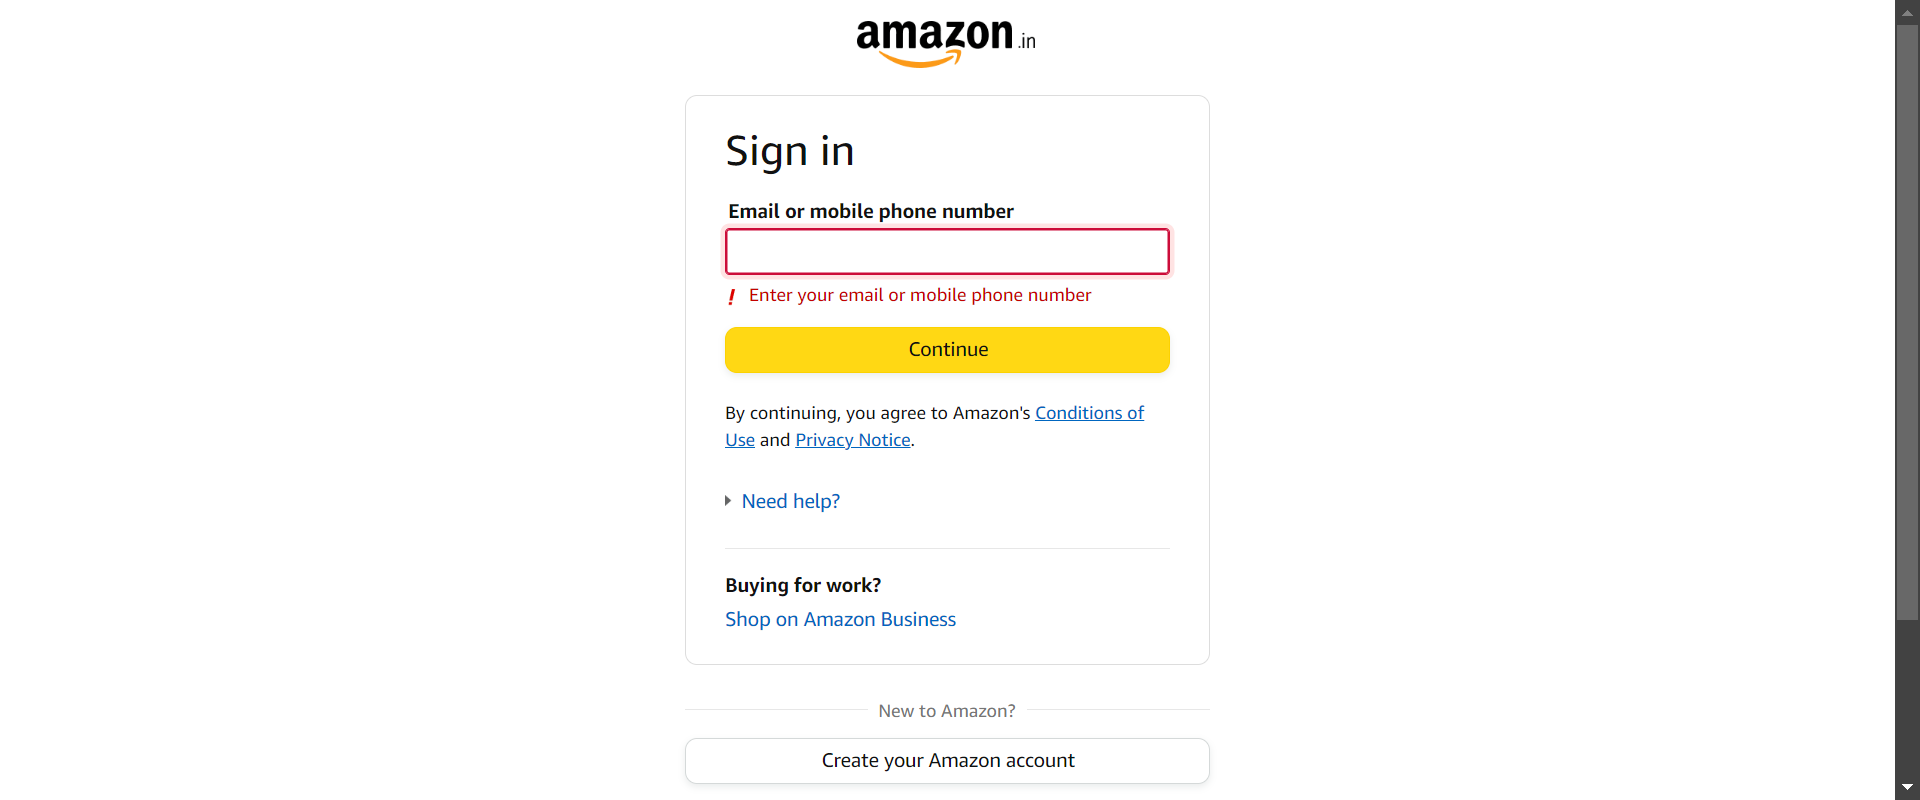 amazon.in
Sign in
Email or mobile phone number
! Enter your email or mobile phone number
Continue
By continuing, you agree to Amazon's Conditions of
Use and Privacy Notice.
Need help?
Buying for work?
Shop on Amazon Business
New to Amazon?
Create your Amazon account